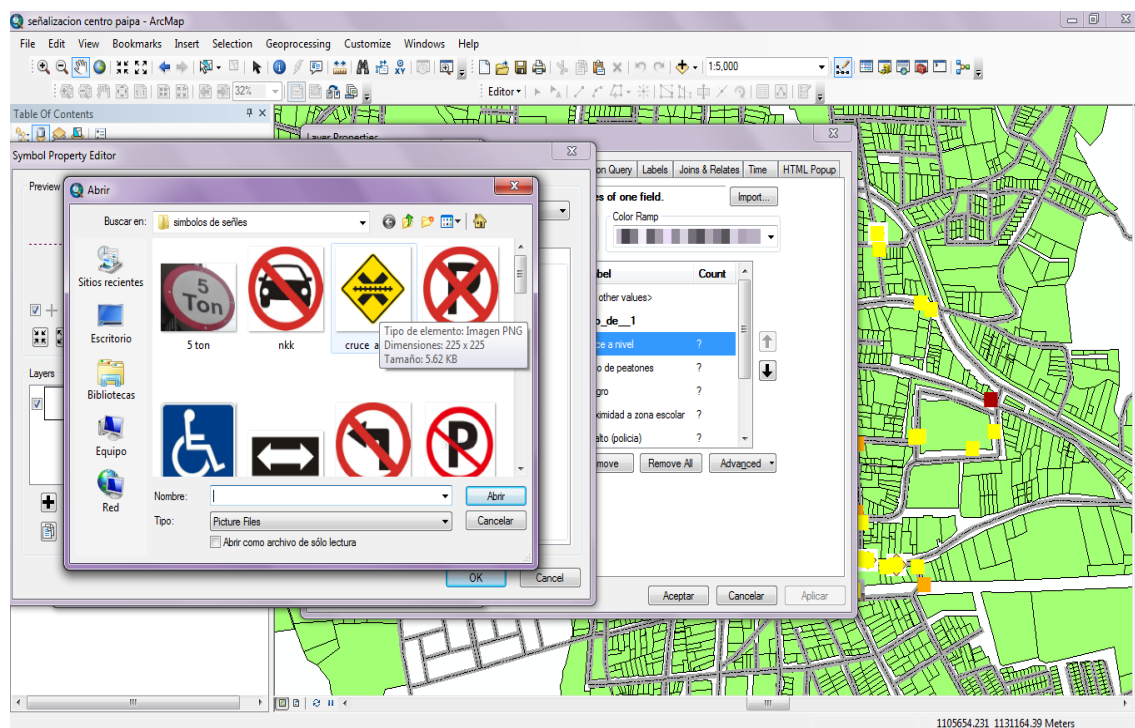 señalizacion centro paipa - ArcMap
File Edit View Bookmarks Insert Selection Geoprocessing Customize Windows Help
1:5,000
32%
Editor
Table Of Contents
Layer Properties
Symbol Property Editor
on Query Labels Joins & Relates Time HTML Popup
Preview
Abrir
es of one field.
Import...
Buscar en: simbolos de señles
Color Ramp
bel Count
Sitios recientes
other values>
5
Ton
o_de__1
Tipo de elemento: Imagen PNG
Dimensiones: 225 x 225
Tamaño: 5.62 KB
Escritorio
5 ton nkk cruce a
ce a nivel ?
o de peatones ?
Layers
Bibliotecas
gro ?
ximidad a zona escolar ?
Equipo
P
alto (policia) ?
move Remove All Advanced
Red
Nombre:
Abrir
Tipo: Picture Files
Cancelar
Abrir como archivo de sólo lectura
OK Cancel
Aceptar Cancelar Aplicar
1105654.231 1131164.39 Meters